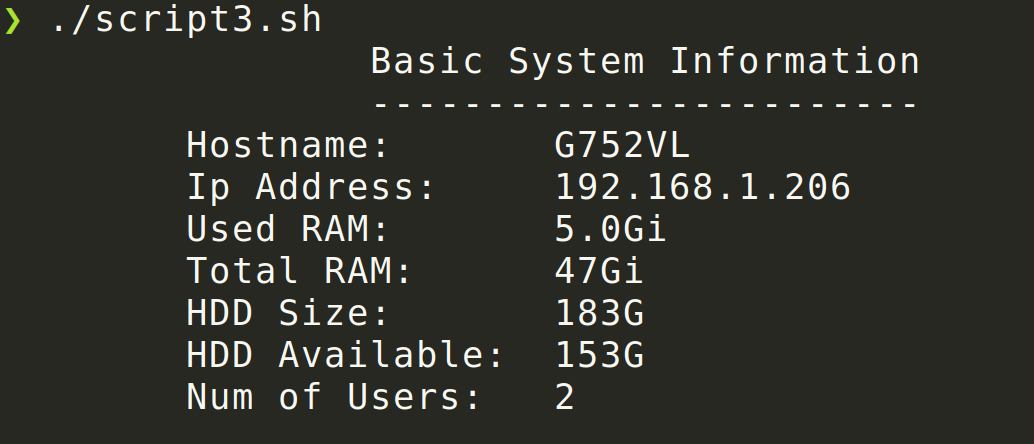 ❯ ./script3.sh
Basic System Information
------------------------
Hostname: G752VL
Ip Address: 192.168.1.206
Used RAM: 5.0Gi
Total RAM: 47Gi
HDD Size: 183G
HDD Available: 153G
Num of Users: 2